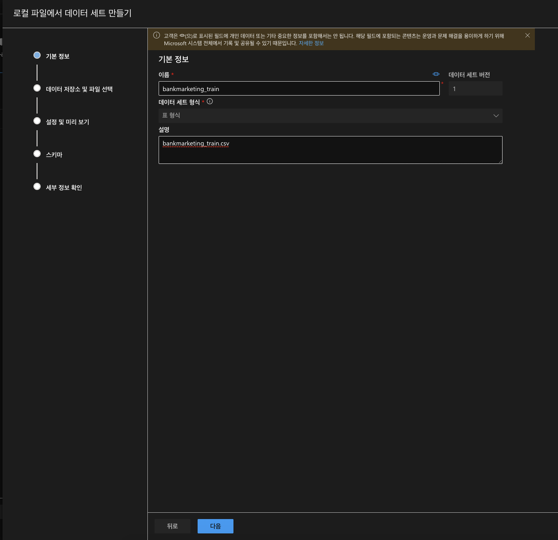 로컬 파일에서 데이터 세트 만들기
고객은 (으)로 표시된 필드에 개인 데이터 또는 기타 중요한 정보를 포함해서는 안 됩니다. 해당 필드에 포함되는 콘텐츠는 운영과 문제 해결을 용이하게 하기 위해
Microsoft 시스템 전체에서 기록 및 공유될 수 있기 때문입니다. 자세한 정보
기본 정보
데이터 저장소 및 파일 선택
설정 및 미리 보기
스키마
세부 정보 확인
기본 정보
이름 *
데이터 세트 버전
bankmarketing_train
*
1
데이터 세트 형식 *
표 형식
설명
bankmarketing_train.csv
뒤로
다음